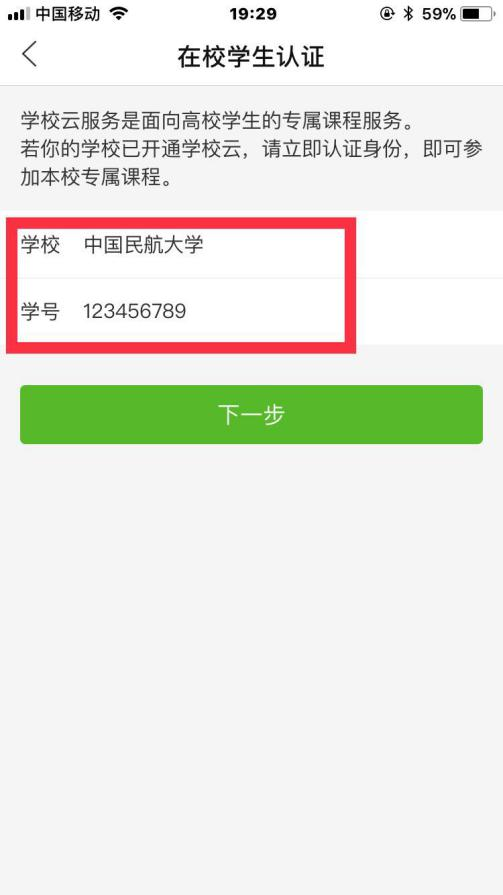 中国移动 19:29 59%
在校学生认证
学校云服务是面向高校学生的专属课程服务。
若你的学校已开通学校云，请立即认证身份，即可参
加本校专属课程。
学校 中国民航大学
学号 123456789
下一步